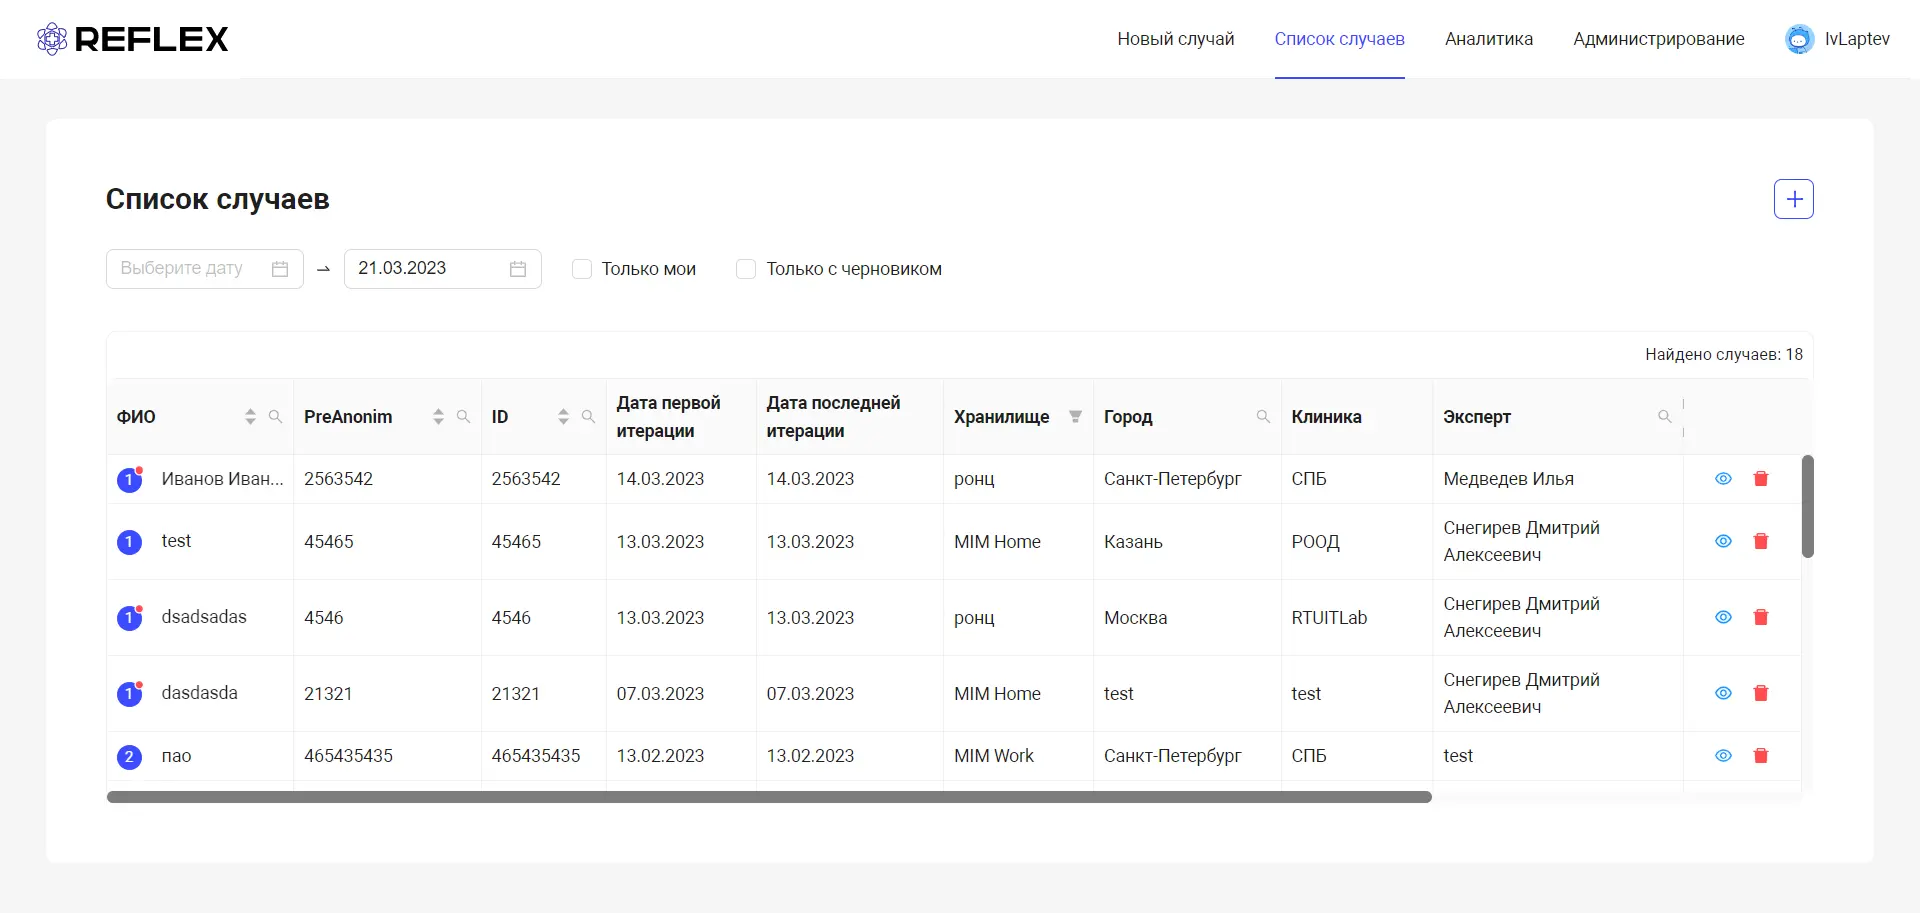 REFLEX
Новый случай
Список случаев
Аналитика
Администрирование
IvLaptev
Список случаев
Выберите дату
21.03.2023
Только мои
Только с черновиком
Найдено случаев: 18
ФИО
PreAnonim
ID
Дата первой
итерации
Дата последней
итерации
Хранилище
Город
Клиника
Эксперт
1 Иванов Иван... 2563542 2563542 14.03.2023 14.03.2023 ронц Санкт-Петербург СПБ Медведев Илья
1 test 45465 45465 13.03.2023 13.03.2023 MIM Home Казань РООД Снегирев Дмитрий
Алексеевич
1 dsadsadas 4546 4546 13.03.2023 13.03.2023 ронц Москва RTUITLab Снегирев Дмитрий
Алексеевич
1 dasdasda 21321 21321 07.03.2023 07.03.2023 MIM Home test test Снегирев Дмитрий
Алексеевич
2 пао 465435435 465435435 13.02.2023 13.02.2023 MIM Work Санкт-Петербург СПБ test